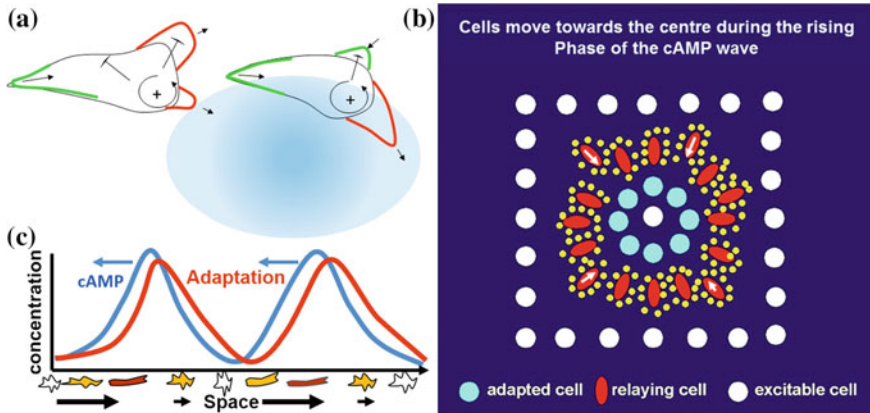 (a)
+
+
(b)
Cells move towards the centre during the rising
Phase of the cAMP wave
adapted cell
relaying cell
excitable cell
(c)
concentration
cAMP
Adaptation
Space